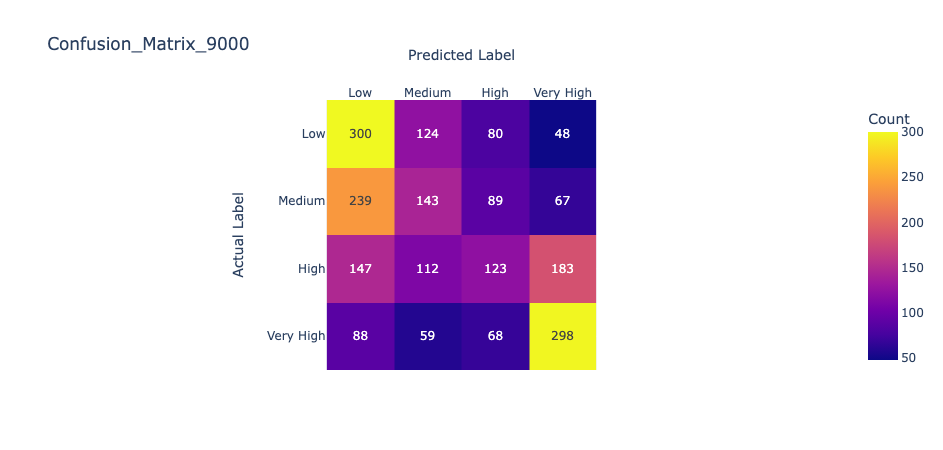 Confusion_Matrix_9000
Predicted Label
Low Medium High Very High
Count
Low 300 124 80 48
Medium 239 143 89 67
High 147 112 123 183
Very High 88 59 68 298
Actual Label
300
250
200
150
100
50